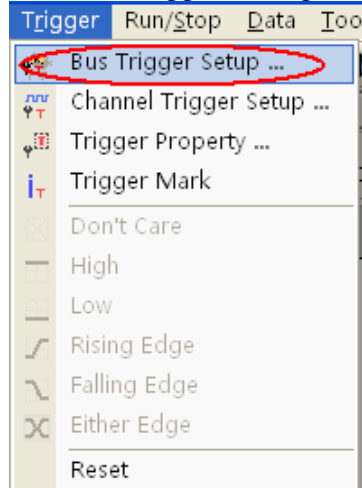 Trigger Run/Stop Data
Bus Trigger Setup ...
Channel Trigger Setup ...
Trigger Property ...
Trigger Mark
Don't Care
High
Low
Rising Edge
Falling Edge
Either Edge
Reset